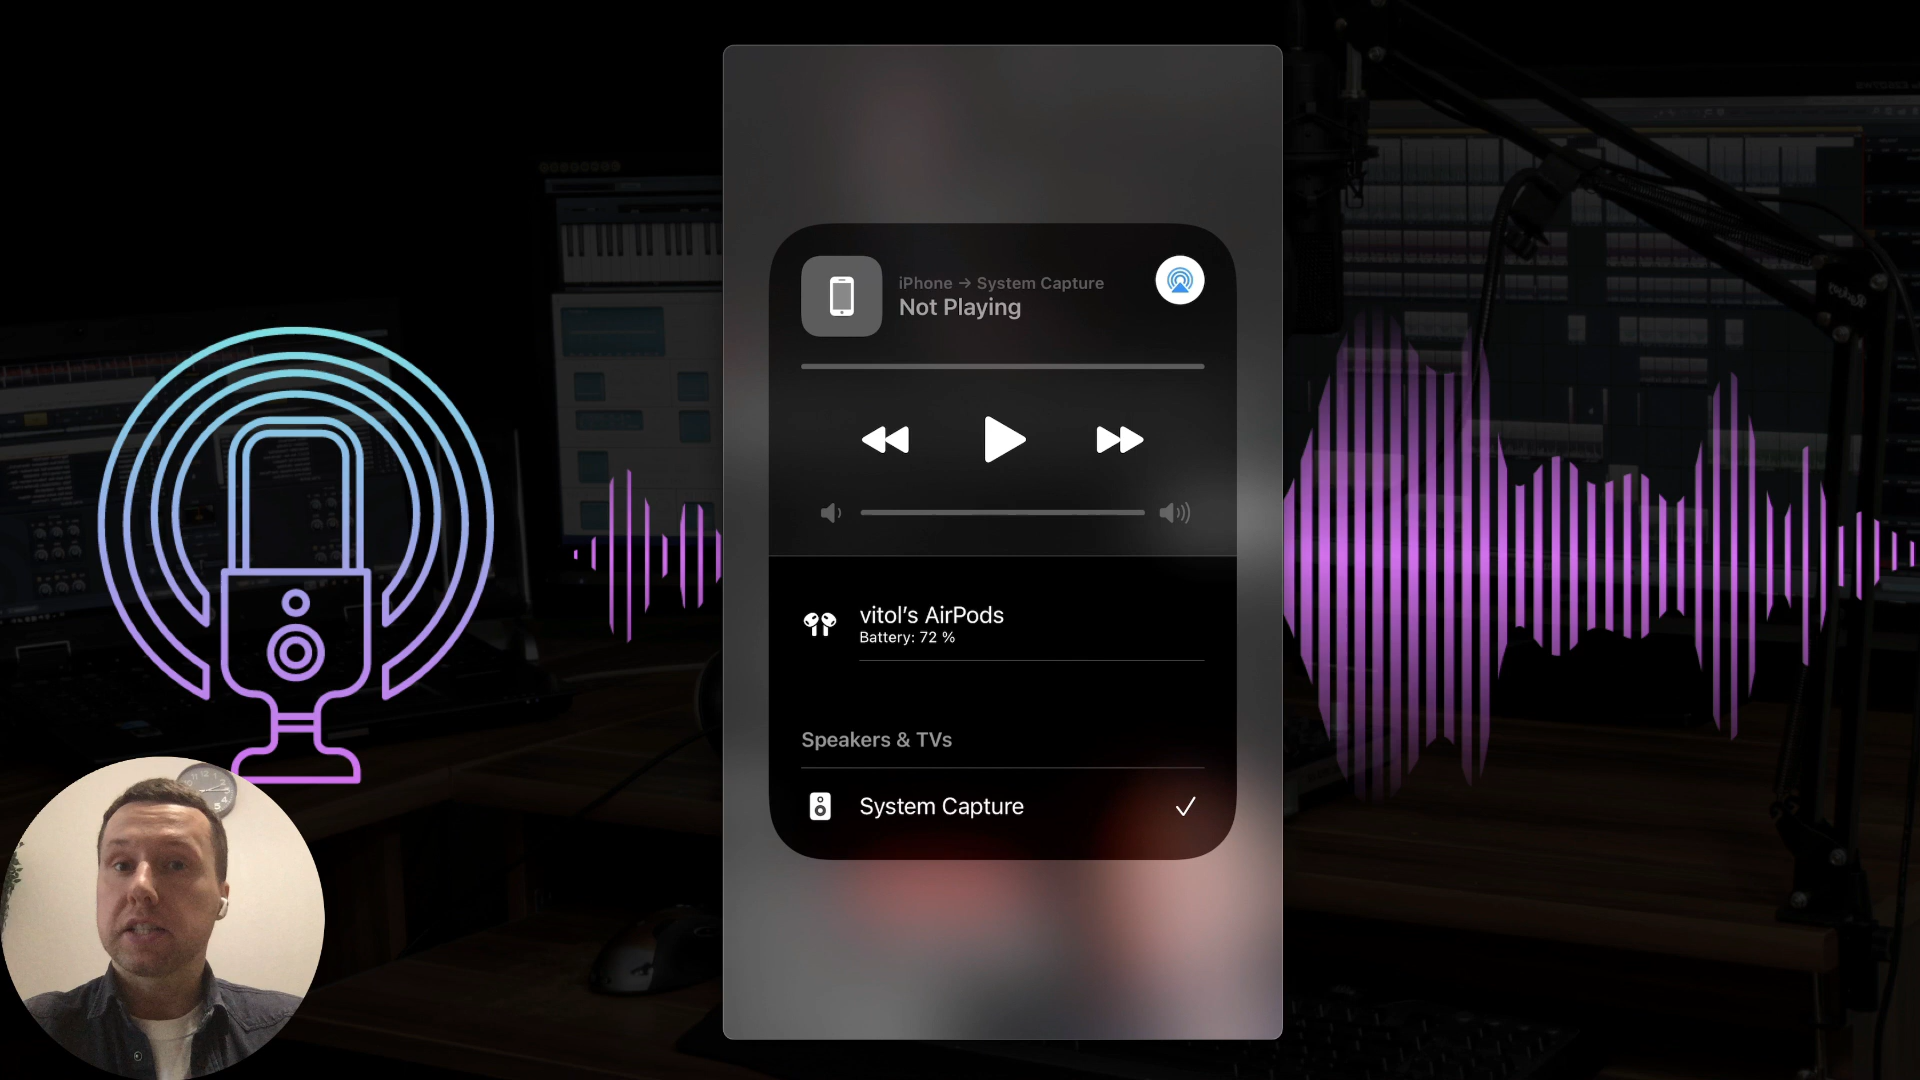 iPhone → System Capture
Not Playing
vitol’s AirPods
Battery: 72 %
Speakers & TVs
System Capture